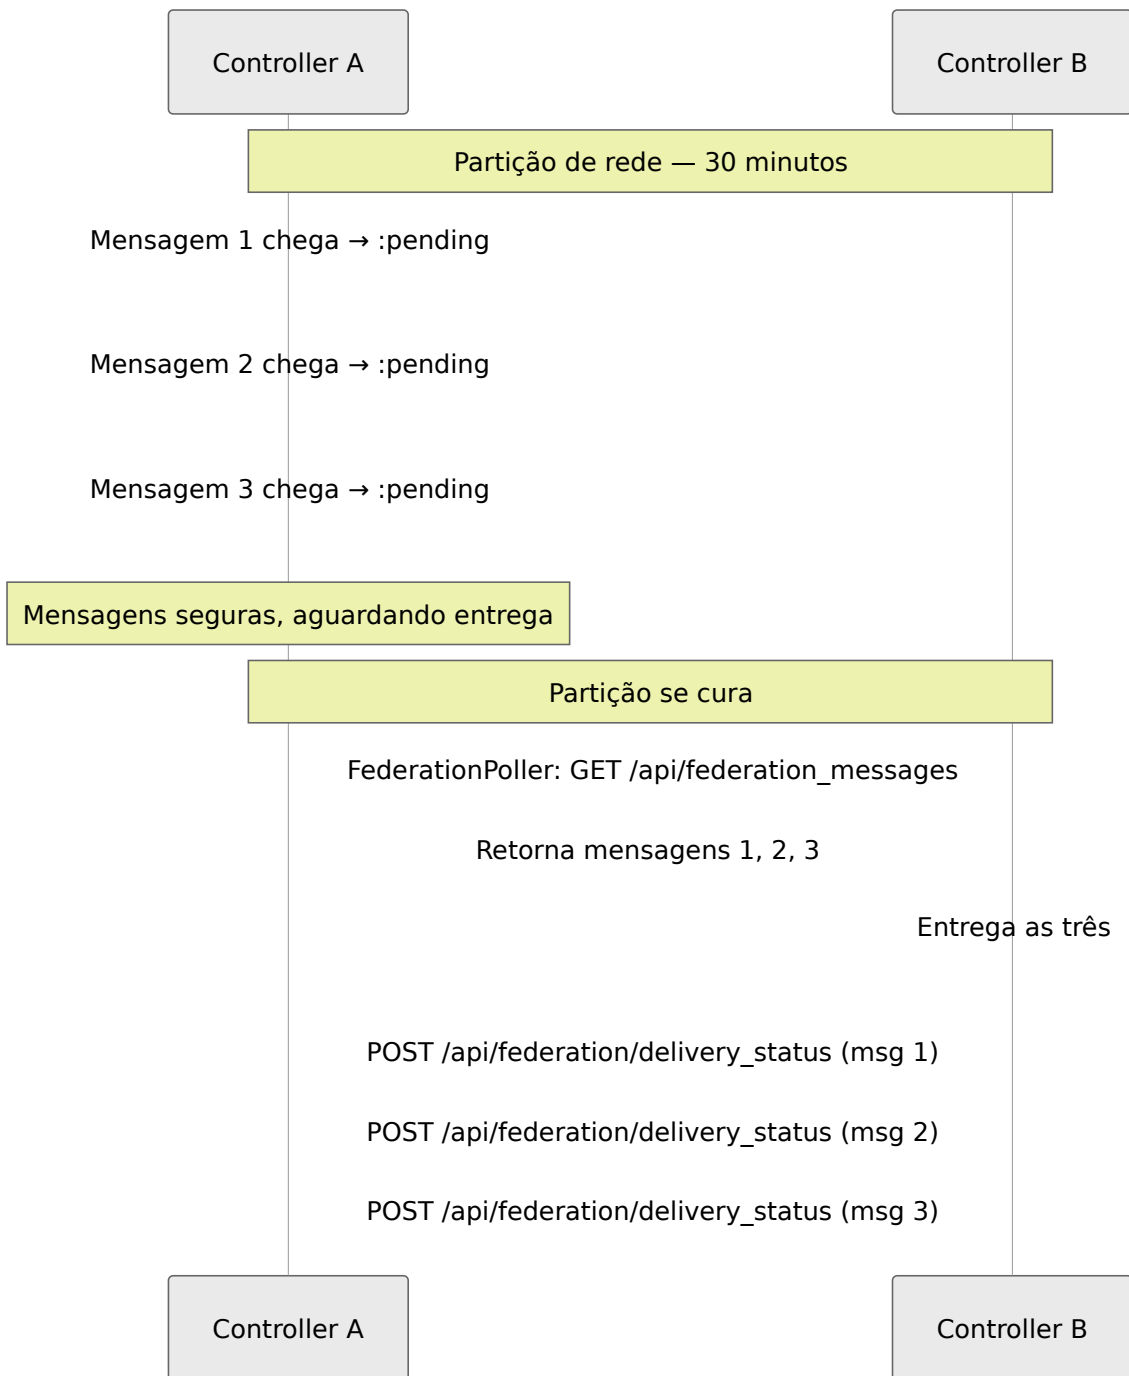 Controller A
Controller B
Partição de rede — 30 minutos
Mensagem 1 chega → :pending
Mensagem 2 chega → :pending
Mensagem 3 chega → :pending
Mensagens seguras, aguardando entrega
Partição se cura
FederationPoller: GET /api/federation_messages
Retorna mensagens 1, 2, 3
Entrega as três
POST /api/federation/delivery_status (msg 1)
POST /api/federation/delivery_status (msg 2)
POST /api/federation/delivery_status (msg 3)
Controller A
Controller B